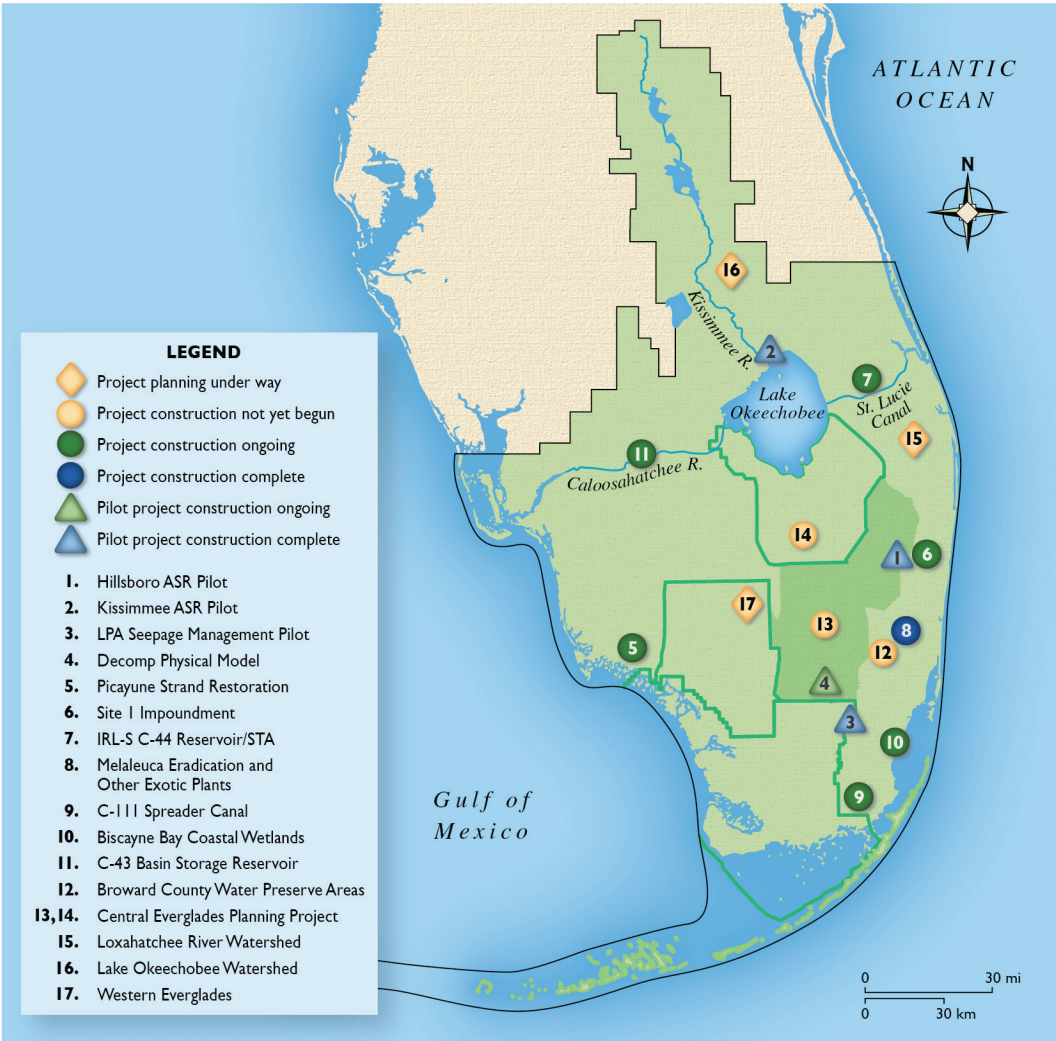 ATLANTIC
OCEAN
N
16
Kissimmee R.
2
Lake
Okeechobee
7
St. Lucie
Canal
15
11
Caloosahatchee R.
14
1
6
17
13
8
12
5
4
3
10
9
Gulf of
Mexico
LEGEND
Project planning under way
Project construction not yet begun
Project construction ongoing
Project construction complete
Pilot project construction ongoing
Pilot project construction complete
1. Hillsboro ASR Pilot
2. Kissimmee ASR Pilot
3. LPA Seepage Management Pilot
4. Decomp Physical Model
5. Picayune Strand Restoration
6. Site 1 Impoundment
7. IRL-S C-44 Reservoir/STA
8. Melaleuca Eradication and
Other Exotic Plants
9. C-111 Spreader Canal
10. Biscayne Bay Coastal Wetlands
11. C-43 Basin Storage Reservoir
12. Broward County Water Preserve Areas
13,14. Central Everglades Planning Project
15. Loxahatchee River Watershed
16. Lake Okeechobee Watershed
17. Western Everglades
0 30 mi
0 30 km